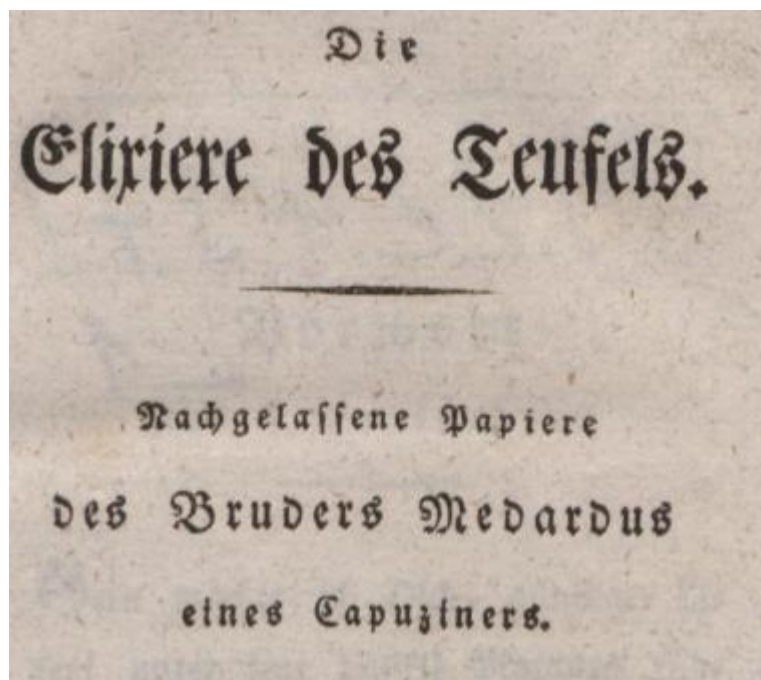 Die
Elixiere des Teufels.
Nachgelaſſene Papiere
des Bruders Medardus
eines Capuziners.